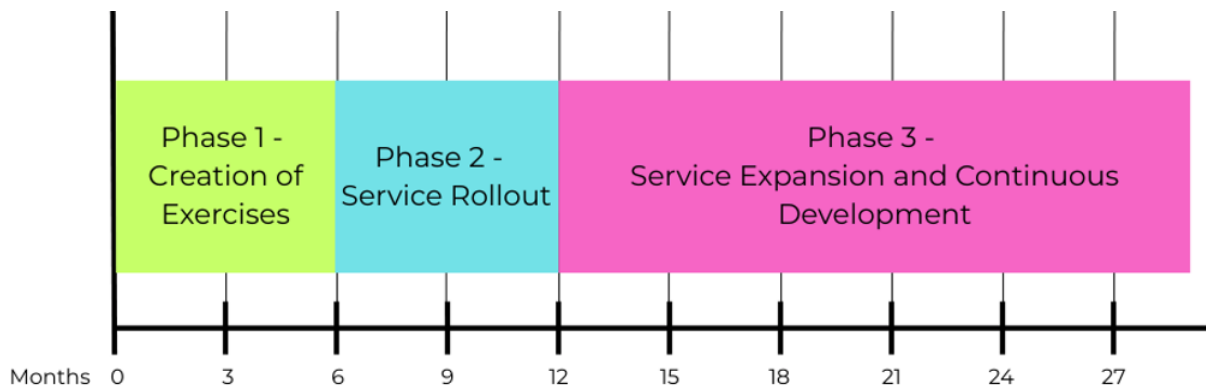 Phase 1 -
Creation of
Exercises
Phase 2 -
Service Rollout
Phase 3 -
Service Expansion and Continuous
Development
Months 0 3 6 9 12 15 18 21 24 27